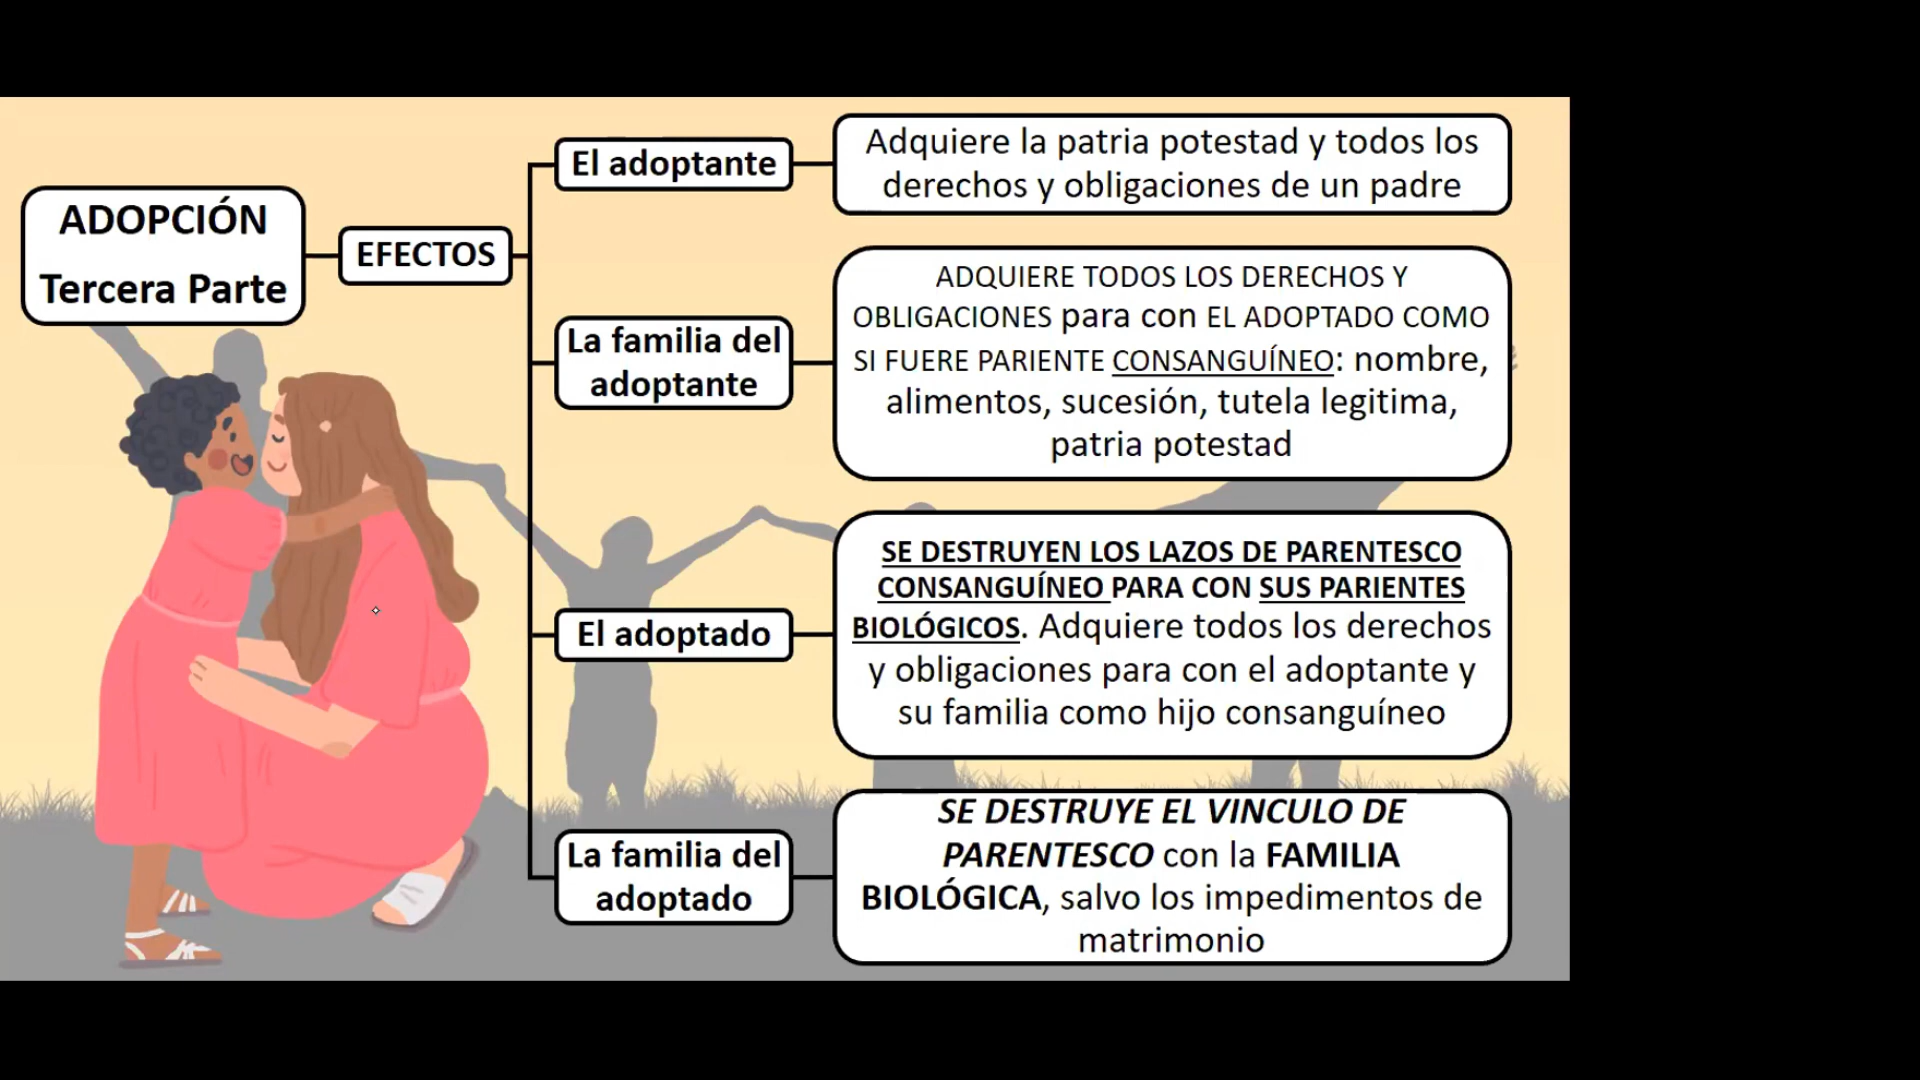 ADOPCIÓN
Tercera Parte
EFECTOS
El adoptante
Adquiere la patria potestad y todos los
derechos y obligaciones de un padre
La familia del
adoptante
ADQUIERE TODOS LOS DERECHOS Y
OBLIGACIONES para con EL ADOPTADO COMO
SI FUERE PARIENTE CONSANGUÍNEO: nombre,
alimentos, sucesión, tutela legitima,
patria potestad
El adoptado
SE DESTRUYEN LOS LAZOS DE PARENTESCO
CONSANGUÍNEO PARA CON SUS PARIENTES
BIOLÓGICOS. Adquiere todos los derechos
y obligaciones para con el adoptante y
su familia como hijo consanguíneo
La familia del
adoptado
SE DESTRUYE EL VINCULO DE
PARENTESCO con la FAMILIA
BIOLÓGICA, salvo los impedimentos de
matrimonio